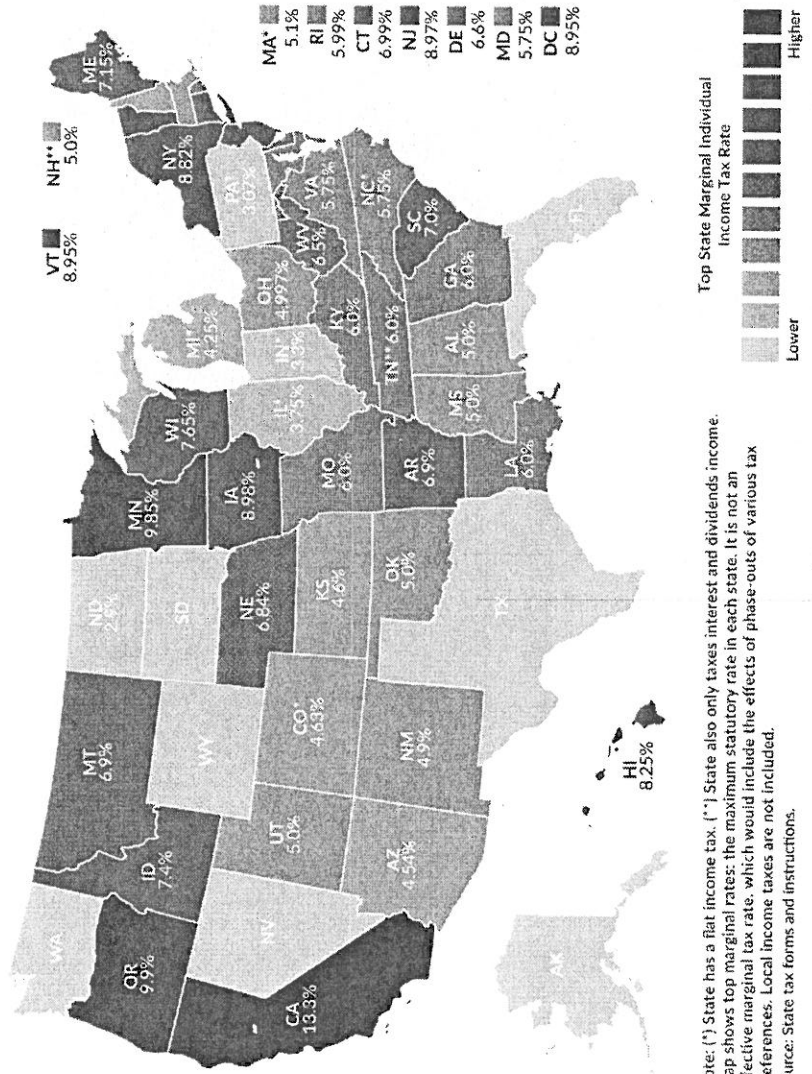 WA
OR
9.9%
CA
13.3%
NV
ID
7.4%
MT
6.9%
WY
UT
5.0%
AZ
4.54%
CO*
4.63%
NM
4.9%
ND
2.9%
SD
NE
6.84%
KS
4.6%
OK
5.0%
TX
MN
9.85%
IA
8.98%
MO
6.0%
AR
6.9%
LA
6.0%
WI
7.65%
IL*
3.75%
MI*
4.25%
IN*
3.3%
OH
4.997%
KY
6.0%
TN** 6.0%
MS
5.0%
AL
5.0%
GA
6.0%
FL
SC
7.0%
NC*
5.75%
VA
5.75%
WV
6.5%
PA*
3.07%
NY
8.82%
ME
7.15%
VT
8.95%
NH**
5.0%
MA*
5.1%
RI
5.99%
CT
6.99%
NJ
8.97%
DE
6.6%
MD
5.75%
DC
8.95%
AK
HI
8.25%
Top State Marginal Individual
Income Tax Rate
Lower
Higher
ote: (*) State has a flat income tax. (**) State also only taxes interest and dividends income.
ap shows top marginal rates: the maximum statutory rate in each state. It is not an
fective marginal tax rate, which would include the effects of phase-outs of various tax
eferences. Local income taxes are not included.
urce: State tax forms and instructions.